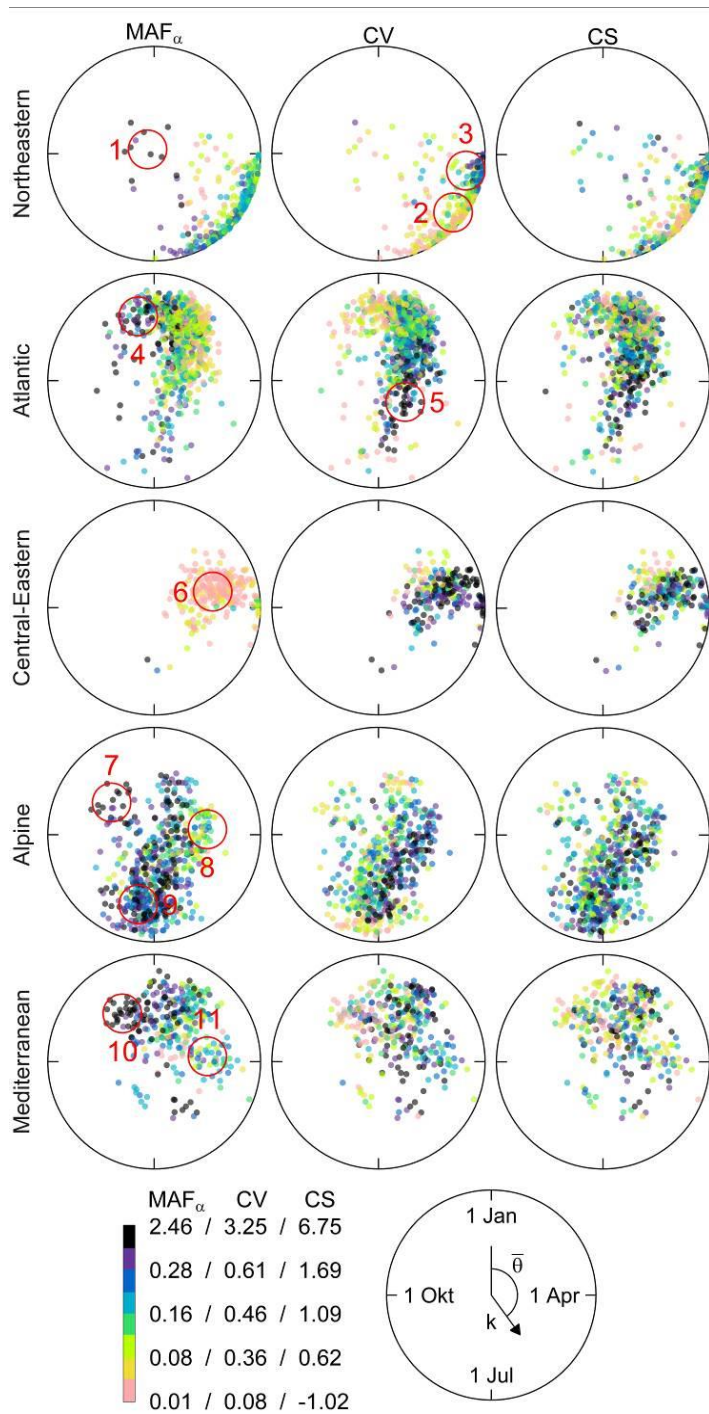 MAFα CV CS
Northeastern
1
3
2
Atlantic
4
5
Central-Eastern
6
Alpine
7
8
9
Mediterranean
10
11
MAFα CV CS
2.46 / 3.25 / 6.75
0.28 / 0.61 / 1.69
0.16 / 0.46 / 1.09
0.08 / 0.36 / 0.62
0.01 / 0.08 / -1.02
1 Jan
θ̅
1 Okt
1 Apr
k
1 Jul